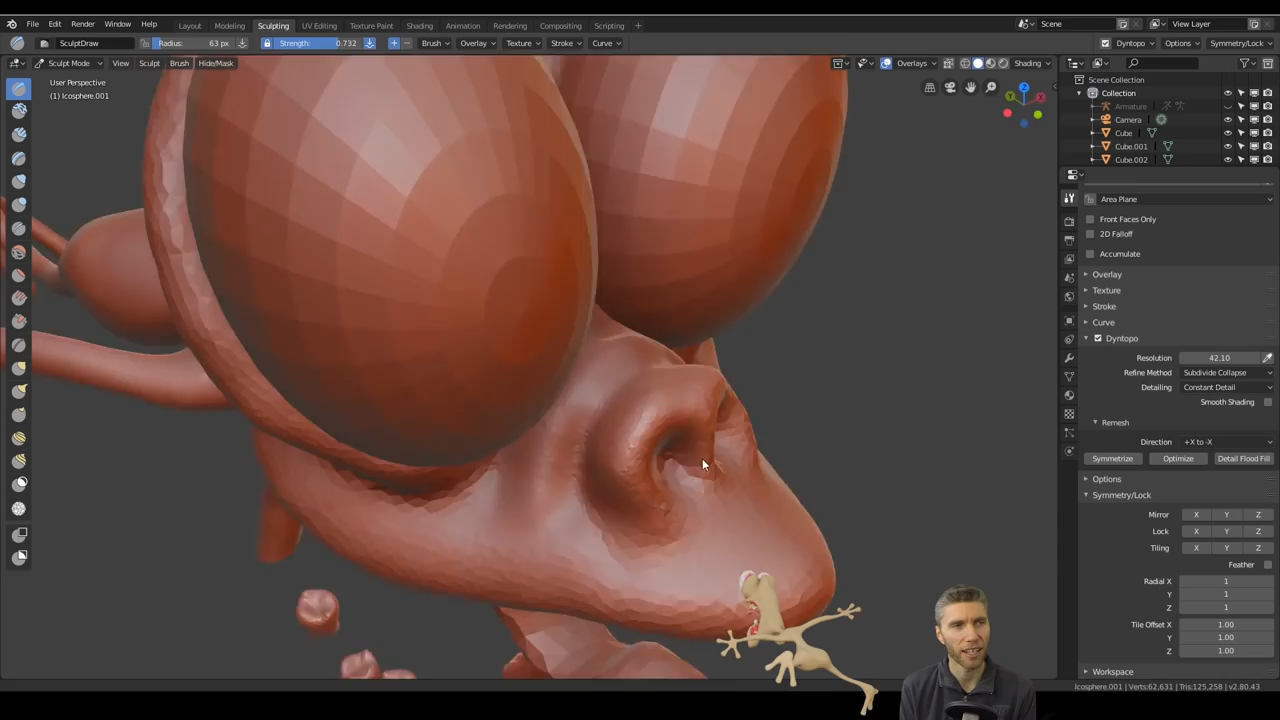 File Edit Render Window Help Layout Modeling Sculpting UV Editing Texture Paint Shading Animation Rendering Compositing Scripting + Scene View Layer
SculptDraw Radius: 63 px Strength: 0.732 Brush Overlay Texture Stroke Curve Dyntopo Options Symmetry/Lock
Sculpt Mode View Sculpt Brush Hide/Mask Overlays Shading
User Perspective
(1) Icosphere.001
Scene Collection
Collection
Armature
Camera
Cube
Cube.001
Cube.002
Area Plane
Front Faces Only
2D Falloff
Accumulate
Overlay
Texture
Stroke
Curve
Dyntopo
Resolution 42.10
Refine Method Subdivide Collapse
Detailing Constant Detail
Smooth Shading
Remesh
Direction +X to -X
Symmetrize Optimize Detail Flood Fill
Options
Symmetry/Lock
Mirror X Y Z
Lock X Y Z
Tiling X Y Z
Feather
Radial X 1
Y 1
Z 1
Tile Offset X 1.00
Y 1.00
Z 1.00
Workspace
Icosphere.001 | Verts:62,631 | Tris:125,258 | v2.80.43